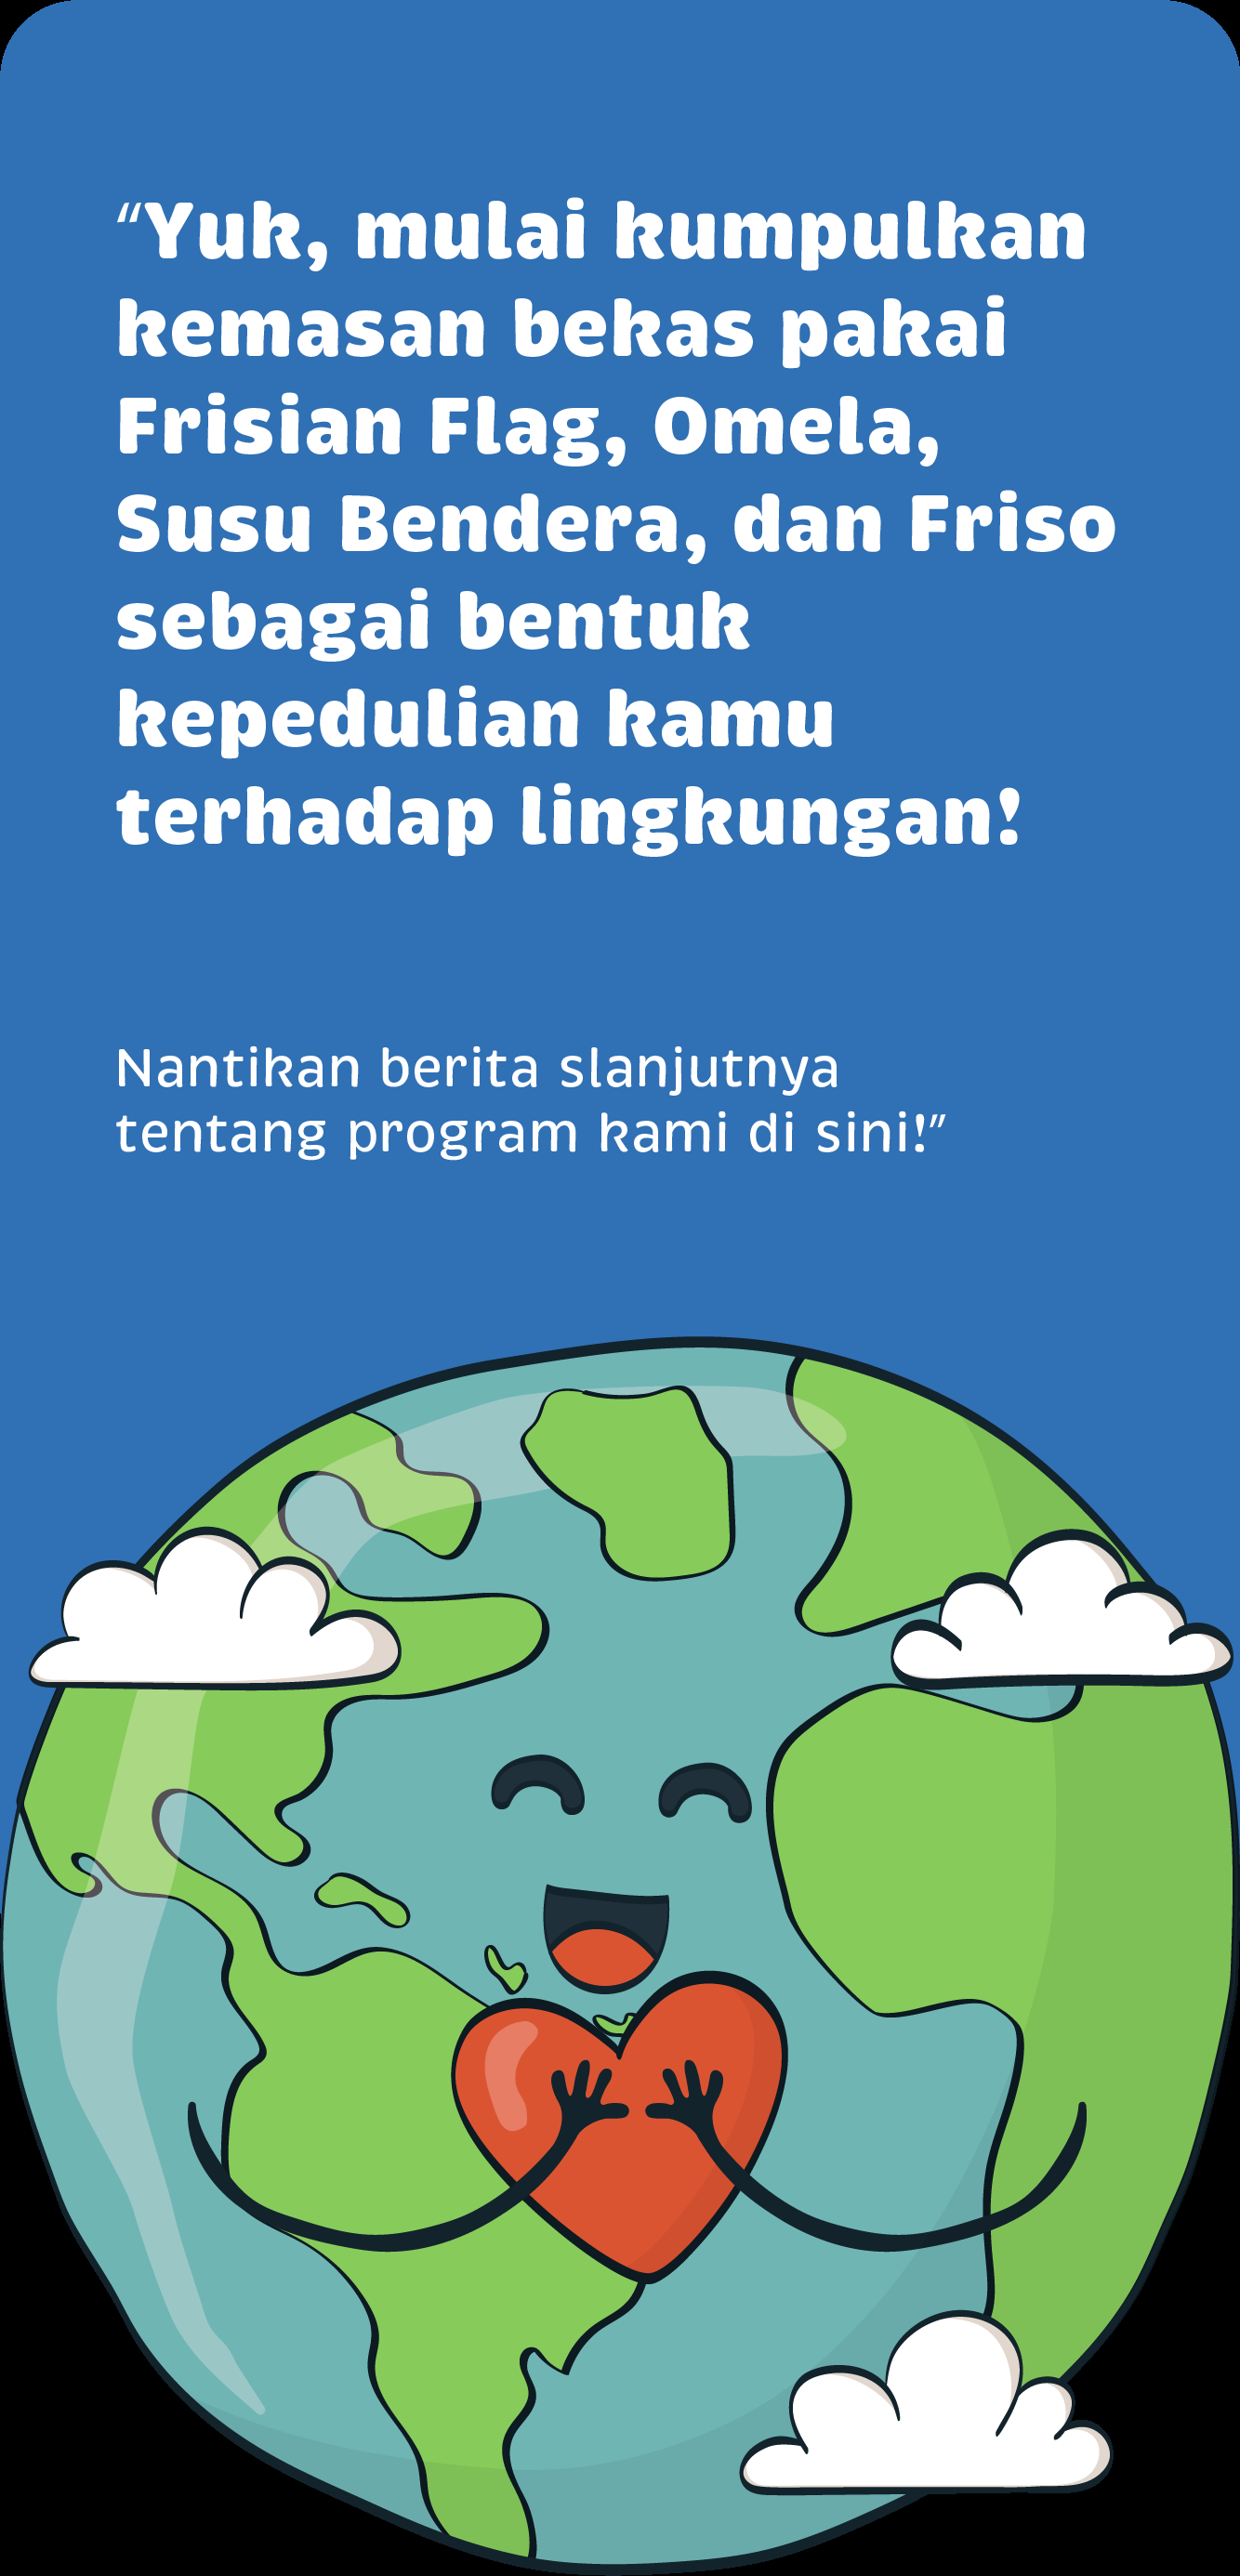 “Yuk, mulai kumpulkan
kemasan bekas pakai
Frisian Flag, Omela,
Susu Bendera, dan Friso
sebagai bentuk
kepedulian kamu
terhadap lingkungan!
Nantikan berita slanjutnya
tentang program kami di sini!”